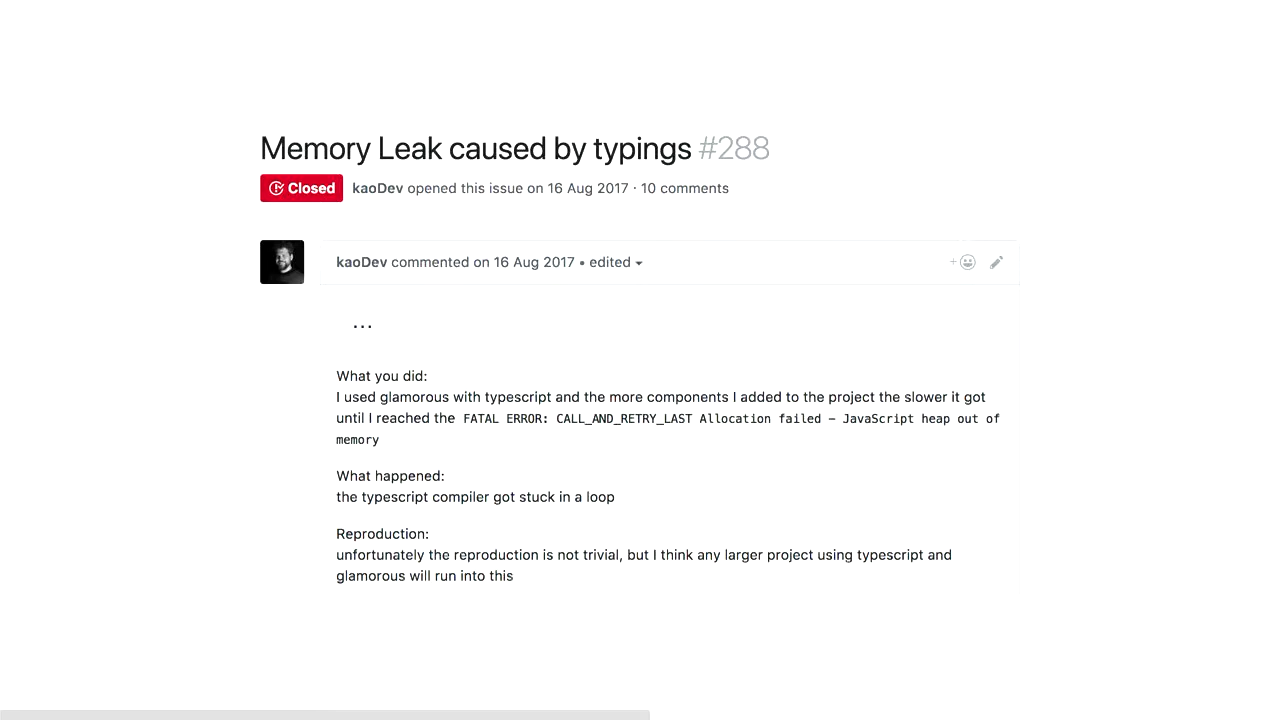 Memory Leak caused by typings #288
Closed kaoDev opened this issue on 16 Aug 2017 · 10 comments
kaoDev commented on 16 Aug 2017 • edited
...
What you did:
I used glamorous with typescript and the more components I added to the project the slower it got
until I reached the FATAL ERROR: CALL_AND_RETRY_LAST Allocation failed – JavaScript heap out of
memory
What happened:
the typescript compiler got stuck in a loop
Reproduction:
unfortunately the reproduction is not trivial, but I think any larger project using typescript and
glamorous will run into this